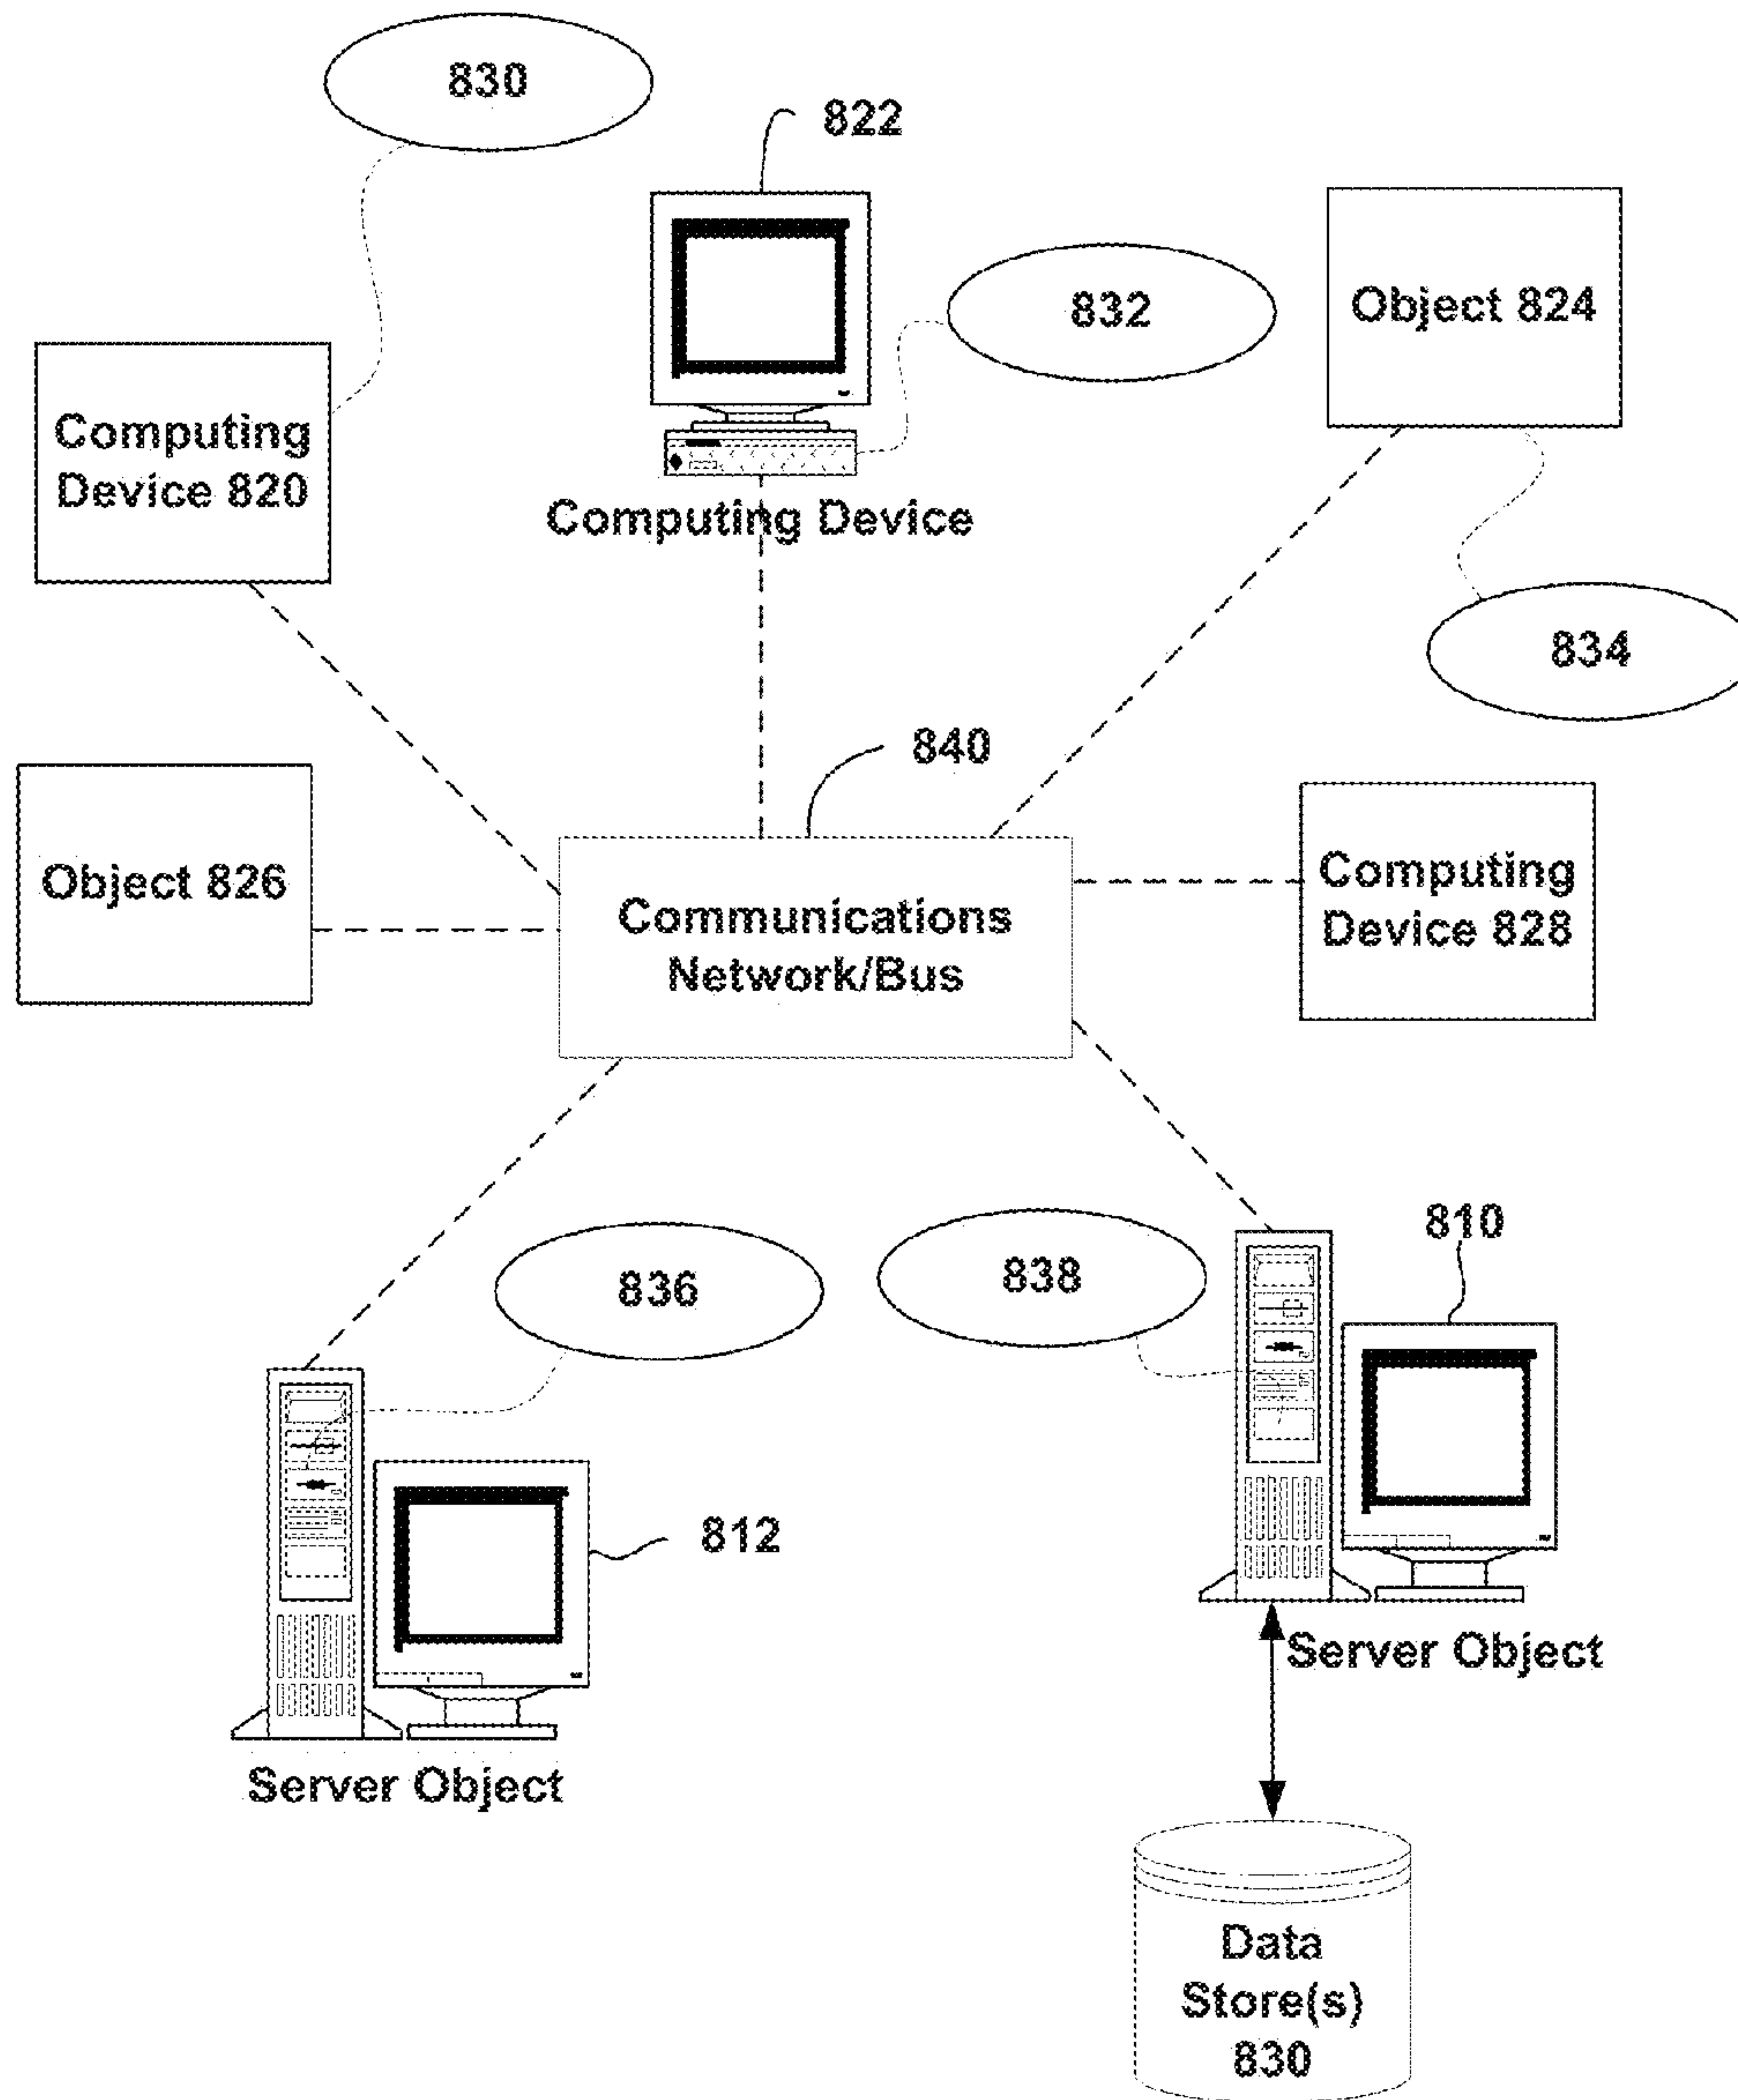 830
822
832
Object 824
Computing
Device 820
Computing Device
834
840
Object 826
Computing
Device 828
Communications
Network/Bus
810
836
838
812
Server Object
Server Object
Data
Store(s)
830